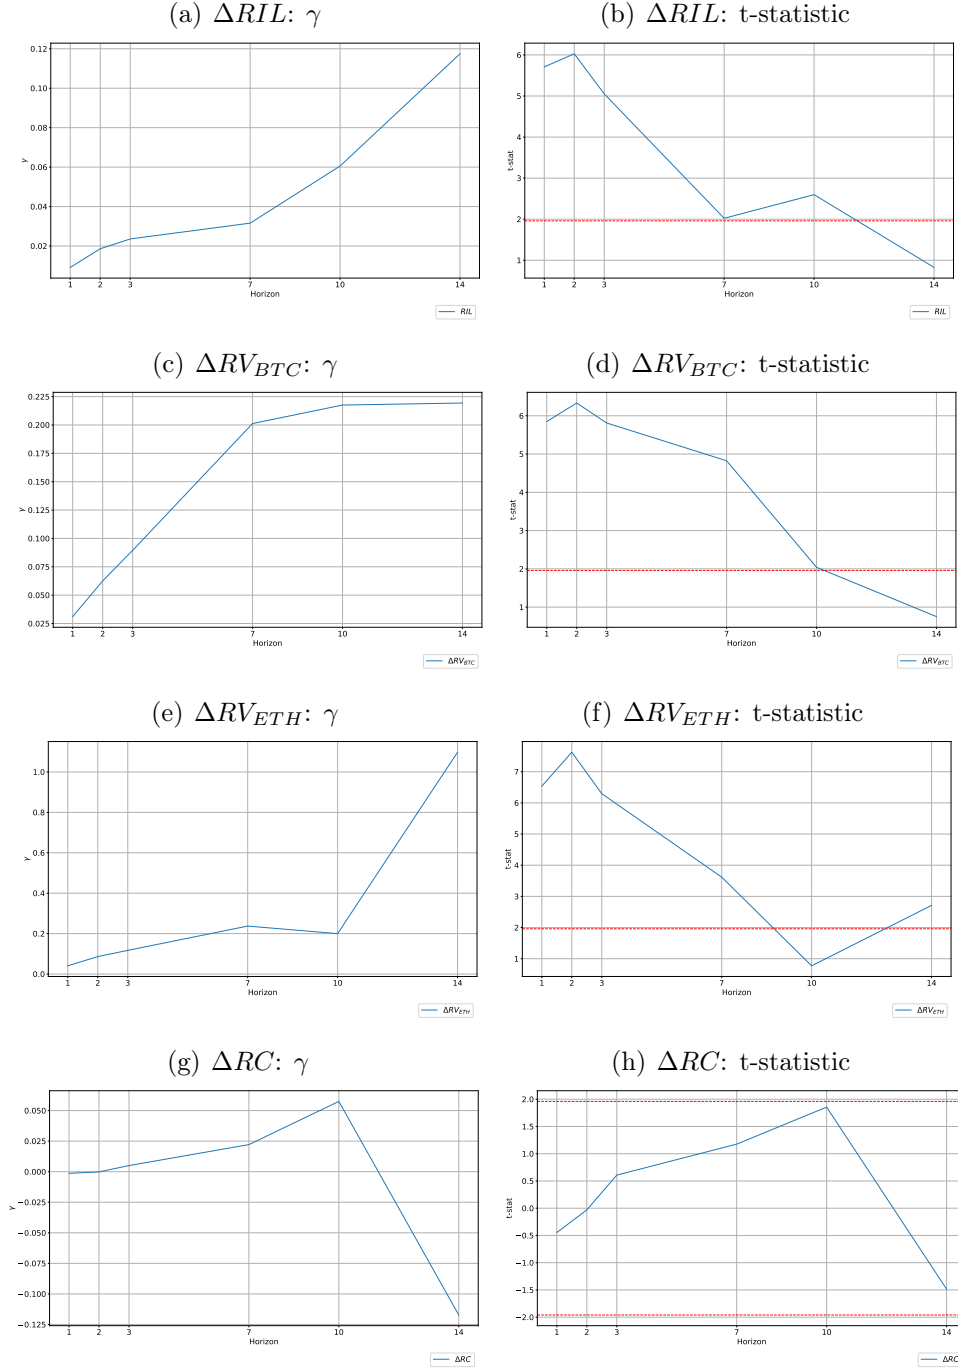 (a) ΔRIL: γ
0.12
0.10
0.08
0.06
0.04
0.02
γ
1 2 3 7 10 14
Horizon
RIL
(b) ΔRIL: t-statistic
6
5
4
3
2
1
t-stat
1 2 3 7 10 14
Horizon
RIL
(c) ΔRV_BTC: γ
0.225
0.200
0.175
0.150
0.125
0.100
0.075
0.050
0.025
γ
1 2 3 7 10 14
Horizon
ΔRV_BTC
(d) ΔRV_BTC: t-statistic
6
5
4
3
2
1
t-stat
1 2 3 7 10 14
Horizon
ΔRV_BTC
(e) ΔRV_ETH: γ
1.0
0.8
0.6
0.4
0.2
0.0
γ
1 2 3 7 10 14
Horizon
ΔRV_ETH
(f) ΔRV_ETH: t-statistic
7
6
5
4
3
2
1
t-stat
1 2 3 7 10 14
Horizon
ΔRV_ETH
(g) ΔRC: γ
0.050
0.025
0.000
−0.025
−0.050
−0.075
−0.100
−0.125
γ
1 2 3 7 10 14
Horizon
ΔRC
(h) ΔRC: t-statistic
2.0
1.5
1.0
0.5
0.0
−0.5
−1.0
−1.5
−2.0
t-stat
1 2 3 7 10 14
Horizon
ΔRC